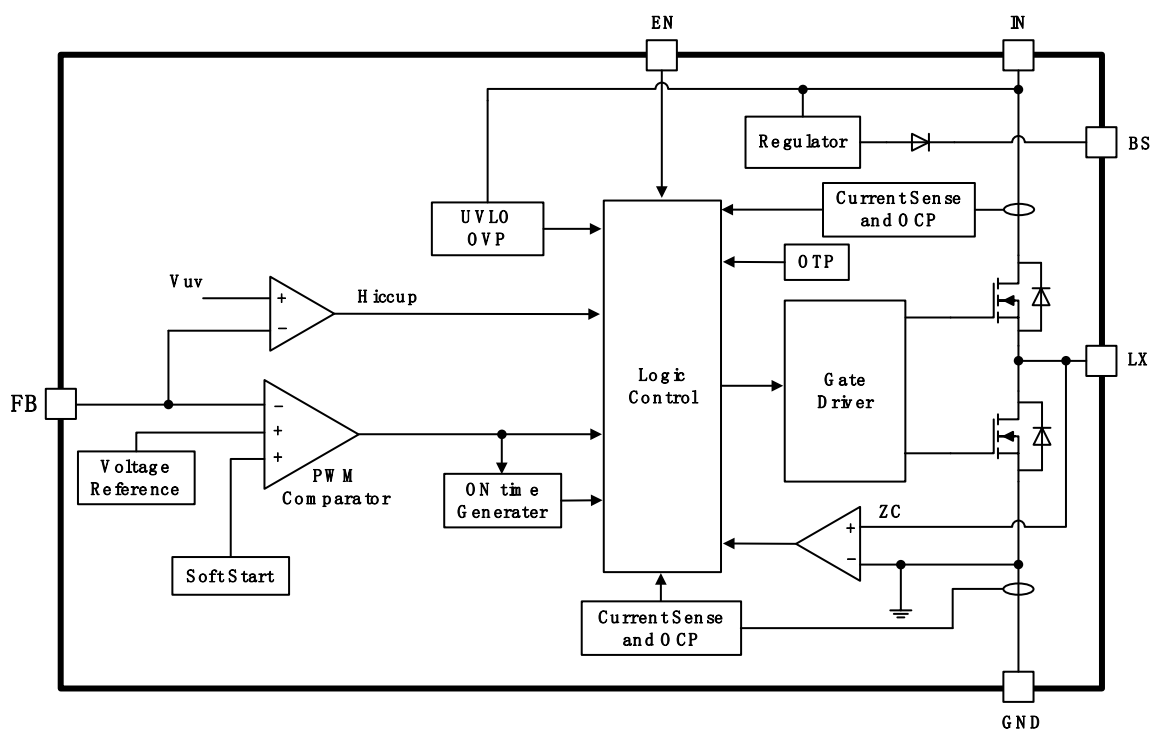 EN
IN
Regulator
BS
Current Sense
and OCP
UVLO
OVP
OTP
Vuv
+
−
Hiccup
Logic
Control
Gate
Driver
LX
FB
−
+
+
Voltage
Reference
PWM
Comparator
ON time
Generater
ZC
+
−
Soft Start
Current Sense
and OCP
GND